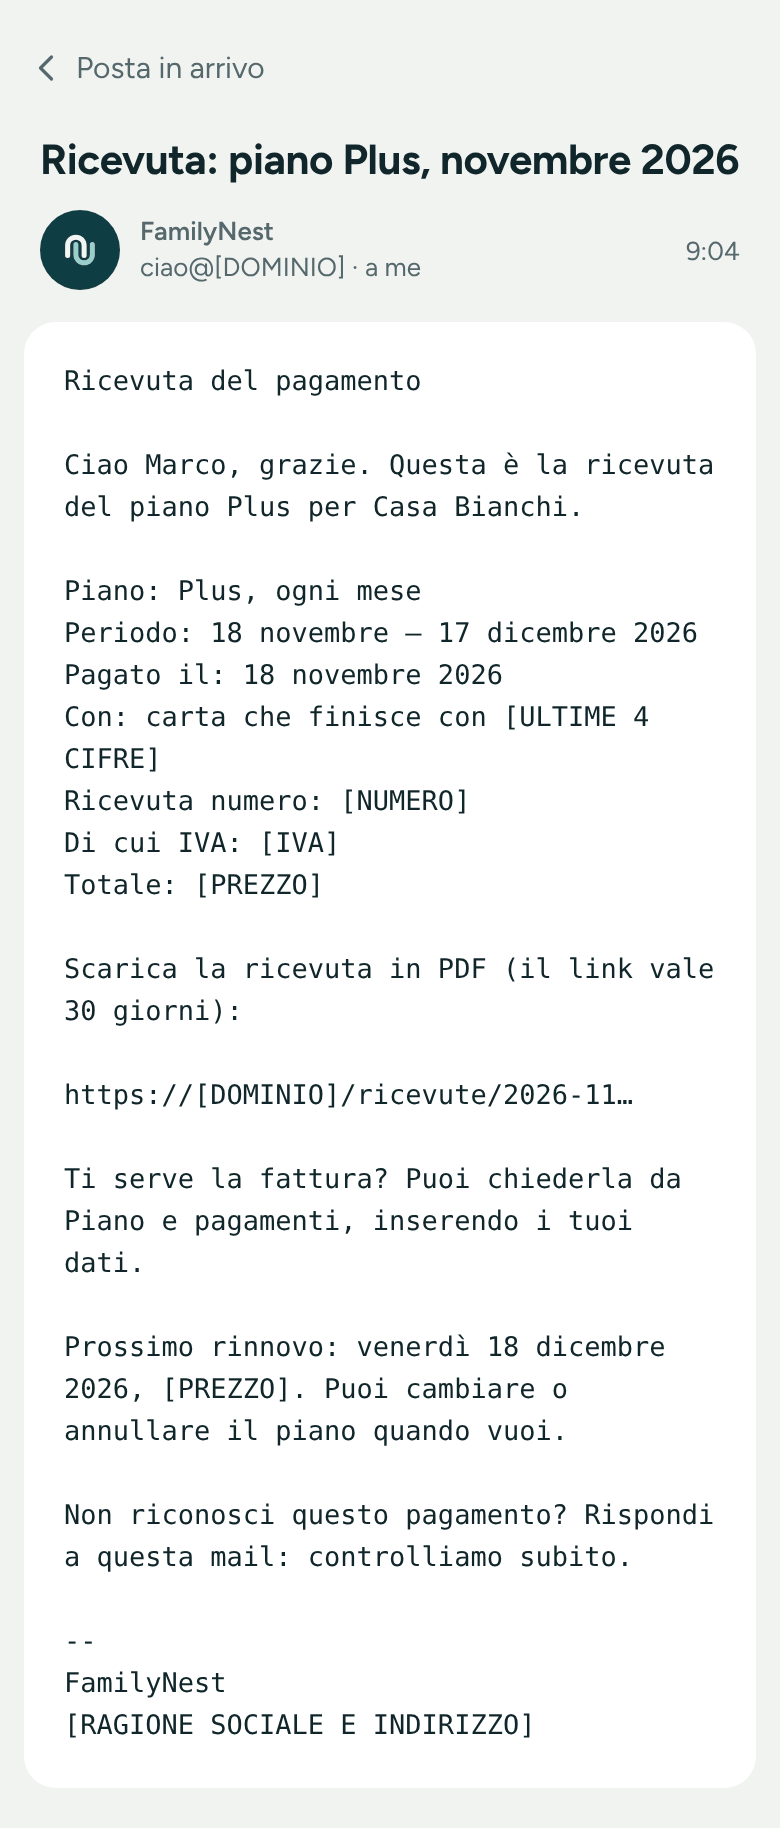 Posta in arrivo
Ricevuta: piano Plus, novembre 2026
FamilyNest
ciao@[DOMINIO] · a me
9:04
Ricevuta del pagamento
Ciao Marco, grazie. Questa è la ricevuta
del piano Plus per Casa Bianchi.
Piano: Plus, ogni mese
Periodo: 18 novembre – 17 dicembre 2026
Pagato il: 18 novembre 2026
Con: carta che finisce con [ULTIME 4
CIFRE]
Ricevuta numero: [NUMERO]
Di cui IVA: [IVA]
Totale: [PREZZO]
Scarica la ricevuta in PDF (il link vale
30 giorni):
https://[DOMINIO]/ricevute/2026-11…
Ti serve la fattura? Puoi chiederla da
Piano e pagamenti, inserendo i tuoi
dati.
Prossimo rinnovo: venerdì 18 dicembre
2026, [PREZZO]. Puoi cambiare o
annullare il piano quando vuoi.
Non riconosci questo pagamento? Rispondi
a questa mail: controlliamo subito.
--
FamilyNest
[RAGIONE SOCIALE E INDIRIZZO]